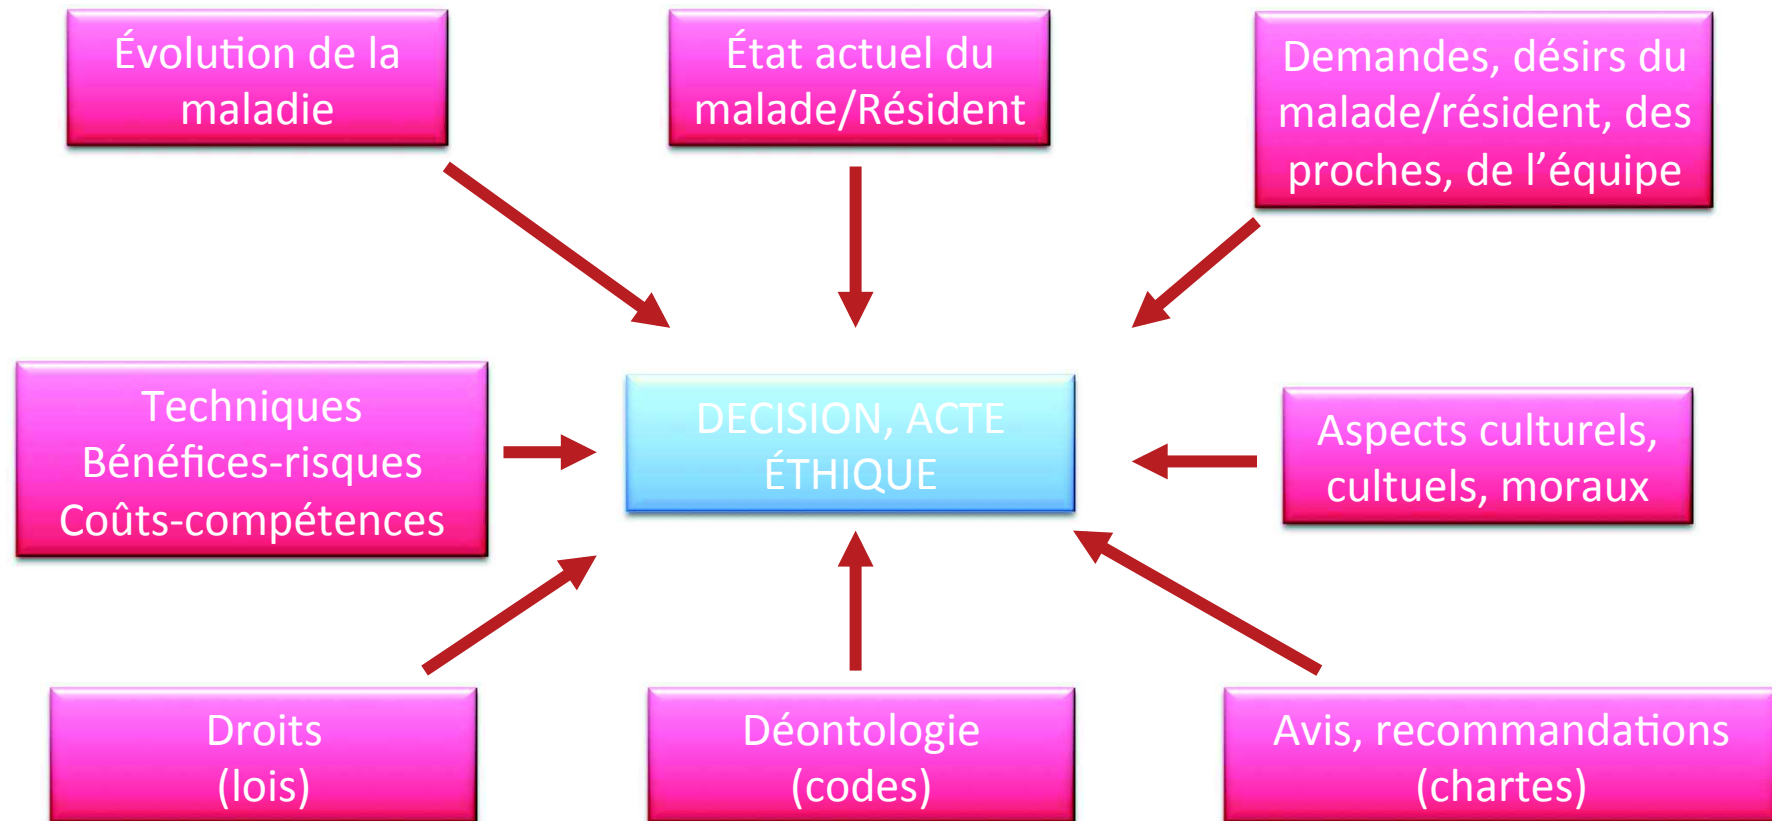 Évolution de la
maladie
État actuel du
malade/Résident
Demandes, désirs du
malade/résident, des
proches, de l’équipe
Techniques
Bénéfices-risques
Coûts-compétences
DECISION, ACTE
ÉTHIQUE
Aspects culturels,
cultuels, moraux
Droits
(lois)
Déontologie
(codes)
Avis, recommandations
(chartes)